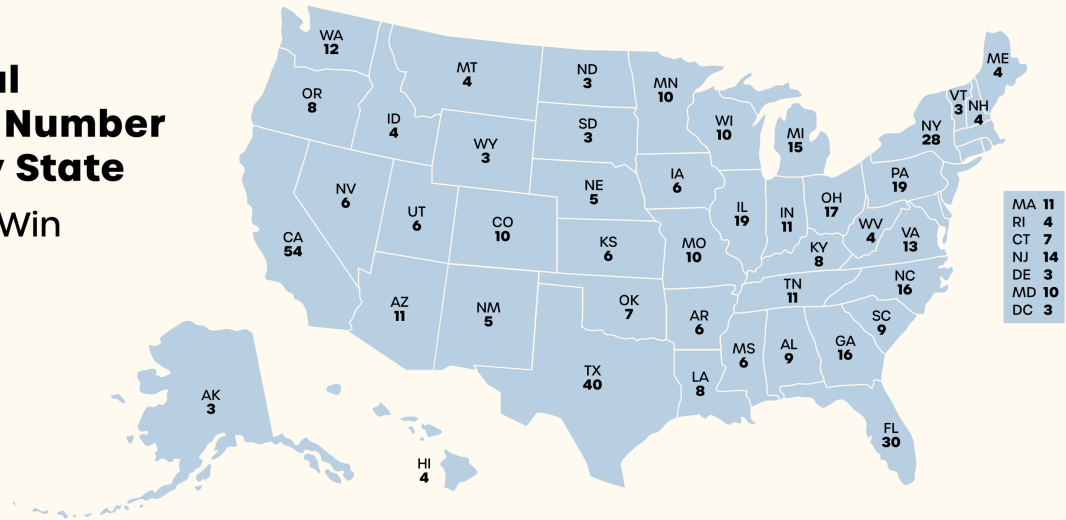 Number
State
Win
WA
12
OR
8
CA
54
ID
4
NV
6
MT
4
WY
3
UT
6
AZ
11
CO
10
NM
5
ND
3
SD
3
NE
5
KS
6
OK
7
TX
40
MN
10
IA
6
MO
10
AR
6
LA
8
WI
10
IL
19
MS
6
MI
15
IN
11
KY
8
TN
11
AL
9
OH
17
WV
4
GA
16
FL
30
SC
9
NC
16
VA
13
PA
19
NY
28
VT
3
NH
4
ME
4
AK
3
HI
4
MA 11
RI 4
CT 7
NJ 14
DE 3
MD 10
DC 3